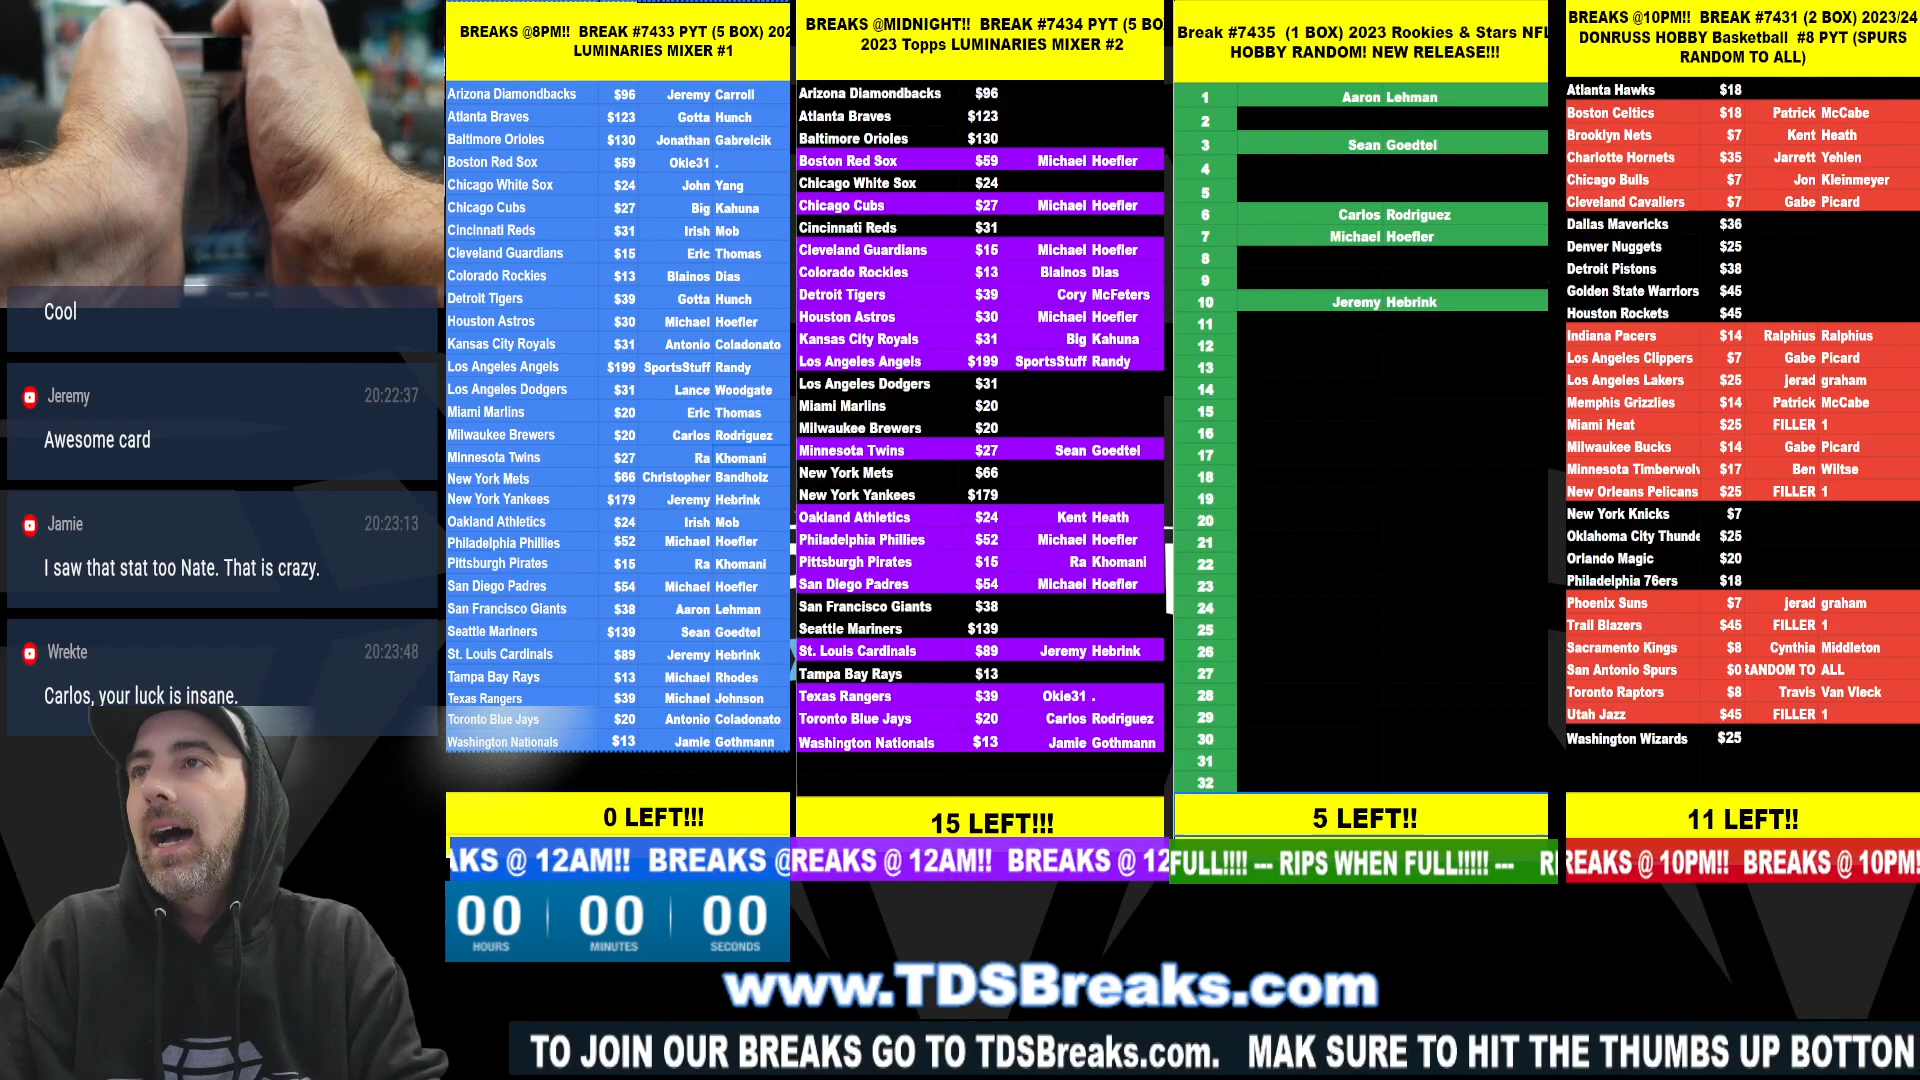 Cool
Jeremy 20:22:37
Awesome card
Jamie 20:23:13
I saw that stat too Nate. That is crazy.
Wrekte 20:23:48
Carlos, your luck is insane.
BREAKS @8PM!! BREAK #7433 PYT (5 BOX) 202
LUMINARIES MIXER #1
Arizona Diamondbacks $96 Jeremy Carroll
Atlanta Braves $123 Gotta Hunch
Baltimore Orioles $130 Jonathan Gabrelcik
Boston Red Sox $59 Okie31 .
Chicago White Sox $24 John Yang
Chicago Cubs $27 Big Kahuna
Cincinnati Reds $31 Irish Mob
Cleveland Guardians $15 Eric Thomas
Colorado Rockies $13 Blainos Dias
Detroit Tigers $39 Gotta Hunch
Houston Astros $30 Michael Hoefler
Kansas City Royals $31 Antonio Coladonato
Los Angeles Angels $199 SportsStuff Randy
Los Angeles Dodgers $31 Lance Woodgate
Miami Marlins $20 Eric Thomas
Milwaukee Brewers $20 Carlos Rodriguez
Minnesota Twins $27 Ra Khomani
New York Mets $66 Christopher Bandholz
New York Yankees $179 Jeremy Hebrink
Oakland Athletics $24 Irish Mob
Philadelphia Phillies $52 Michael Hoefler
Pittsburgh Pirates $15 Ra Khomani
San Diego Padres $54 Michael Hoefler
San Francisco Giants $38 Aaron Lehman
Seattle Mariners $139 Sean Goedtel
St. Louis Cardinals $89 Jeremy Hebrink
Tampa Bay Rays $13 Michael Rhodes
Texas Rangers $39 Michael Johnson
Toronto Blue Jays $20 Antonio Coladonato
Washington Nationals $13 Jamie Gothmann
0 LEFT!!!
AKS @ 12AM!! BREAKS @
00 00 00
HOURS MINUTES SECONDS
BREAKS @MIDNIGHT!! BREAK #7434 PYT (5 BO
2023 Topps LUMINARIES MIXER #2
Arizona Diamondbacks $96
Atlanta Braves $123
Baltimore Orioles $130
Boston Red Sox $59 Michael Hoefler
Chicago White Sox $24
Chicago Cubs $27 Michael Hoefler
Cincinnati Reds $31
Cleveland Guardians $15 Michael Hoefler
Colorado Rockies $13 Blainos Dias
Detroit Tigers $39 Cory McFeters
Houston Astros $30 Michael Hoefler
Kansas City Royals $31 Big Kahuna
Los Angeles Angels $199 SportsStuff Randy
Los Angeles Dodgers $31
Miami Marlins $20
Milwaukee Brewers $20
Minnesota Twins $27 Sean Goedtel
New York Mets $66
New York Yankees $179
Oakland Athletics $24 Kent Heath
Philadelphia Phillies $52 Michael Hoefler
Pittsburgh Pirates $15 Ra Khomani
San Diego Padres $54 Michael Hoefler
San Francisco Giants $38
Seattle Mariners $139
St. Louis Cardinals $89 Jeremy Hebrink
Tampa Bay Rays $13
Texas Rangers $39 Okie31 .
Toronto Blue Jays $20 Carlos Rodriguez
Washington Nationals $13 Jamie Gothmann
15 LEFT!!!
REAKS @ 12AM!! BREAKS @ 12
Break #7435 (1 BOX) 2023 Rookies & Stars NFL
HOBBY RANDOM! NEW RELEASE!!!
1 Aaron Lehman
2
3 Sean Goedtel
4
5
6 Carlos Rodriguez
7 Michael Hoefler
8
9
10 Jeremy Hebrink
11
12
13
14
15
16
17
18
19
20
21
22
23
24
25
26
27
28
29
30
31
32
5 LEFT!!
FULL!!!! --- RIPS WHEN FULL!!!!! --- RI
BREAKS @10PM!! BREAK #7431 (2 BOX) 2023/24
DONRUSS HOBBY Basketball #8 PYT (SPURS
RANDOM TO ALL)
Atlanta Hawks $18
Boston Celtics $18 Patrick McCabe
Brooklyn Nets $7 Kent Heath
Charlotte Hornets $35 Jarrett Yehlen
Chicago Bulls $7 Jon Kleinmeyer
Cleveland Cavaliers $7 Gabe Picard
Dallas Mavericks $36
Denver Nuggets $25
Detroit Pistons $38
Golden State Warriors $45
Houston Rockets $45
Indiana Pacers $14 Ralphius Ralphius
Los Angeles Clippers $7 Gabe Picard
Los Angeles Lakers $25 jerad graham
Memphis Grizzlies $14 Patrick McCabe
Miami Heat $25 FILLER 1
Milwaukee Bucks $14 Gabe Picard
Minnesota Timberwolv $17 Ben Wiltse
New Orleans Pelicans $25 FILLER 1
New York Knicks $7
Oklahoma City Thunde $25
Orlando Magic $20
Philadelphia 76ers $18
Phoenix Suns $7 jerad graham
Trail Blazers $45 FILLER 1
Sacramento Kings $8 Cynthia Middleton
San Antonio Spurs $0 RANDOM TO ALL
Toronto Raptors $8 Travis Van Vleck
Utah Jazz $45 FILLER 1
Washington Wizards $25
11 LEFT!!
REAKS @ 10PM!! BREAKS @ 10PM!
www.TDSBreaks.com
TO JOIN OUR BREAKS GO TO TDSBreaks.com. MAK SURE TO HIT THE THUMBS UP BOTTON